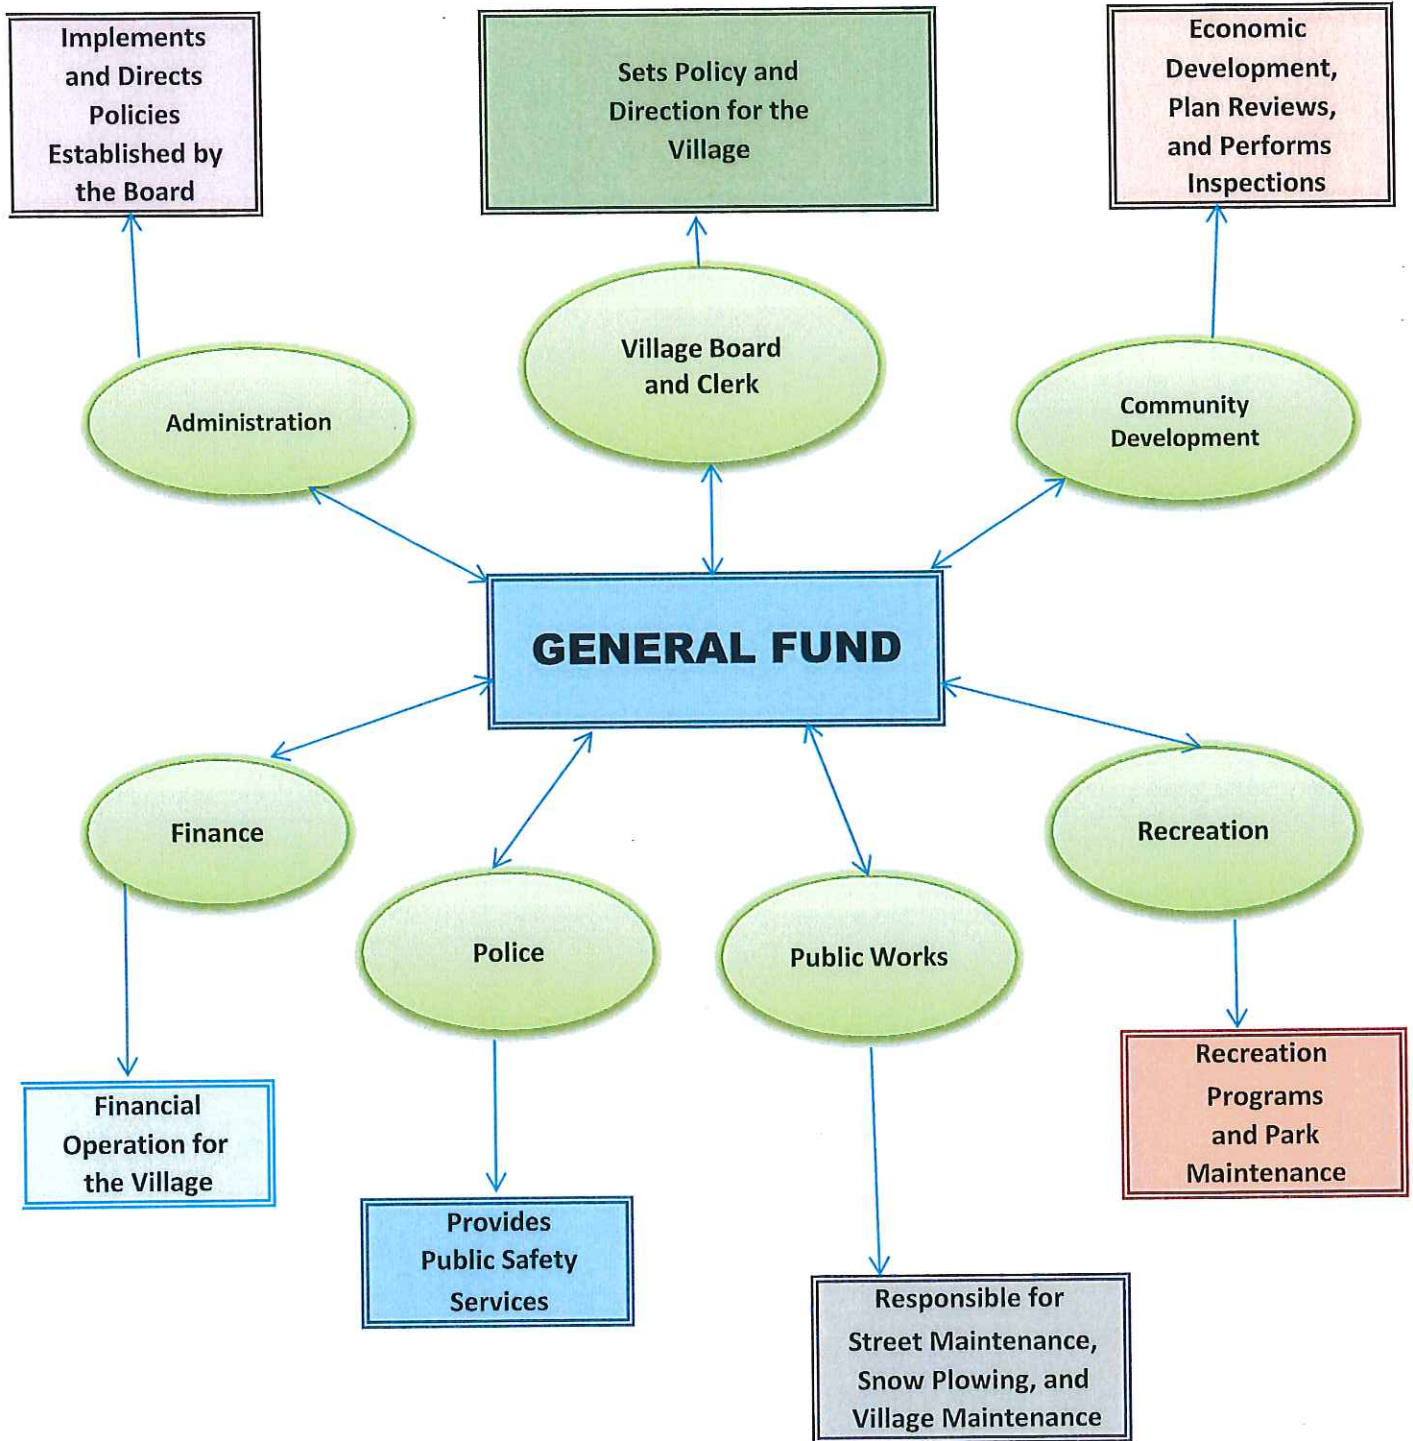 Implements
and Directs
Policies
Established by
the Board
Sets Policy and
Direction for the
Village
Economic
Development,
Plan Reviews,
and Performs
Inspections
Administration
Village Board
and Clerk
Community
Development
GENERAL FUND
Finance
Police
Public Works
Recreation
Financial
Operation for
the Village
Provides
Public Safety
Services
Responsible for
Street Maintenance,
Snow Plowing, and
Village Maintenance
Recreation
Programs
and Park
Maintenance